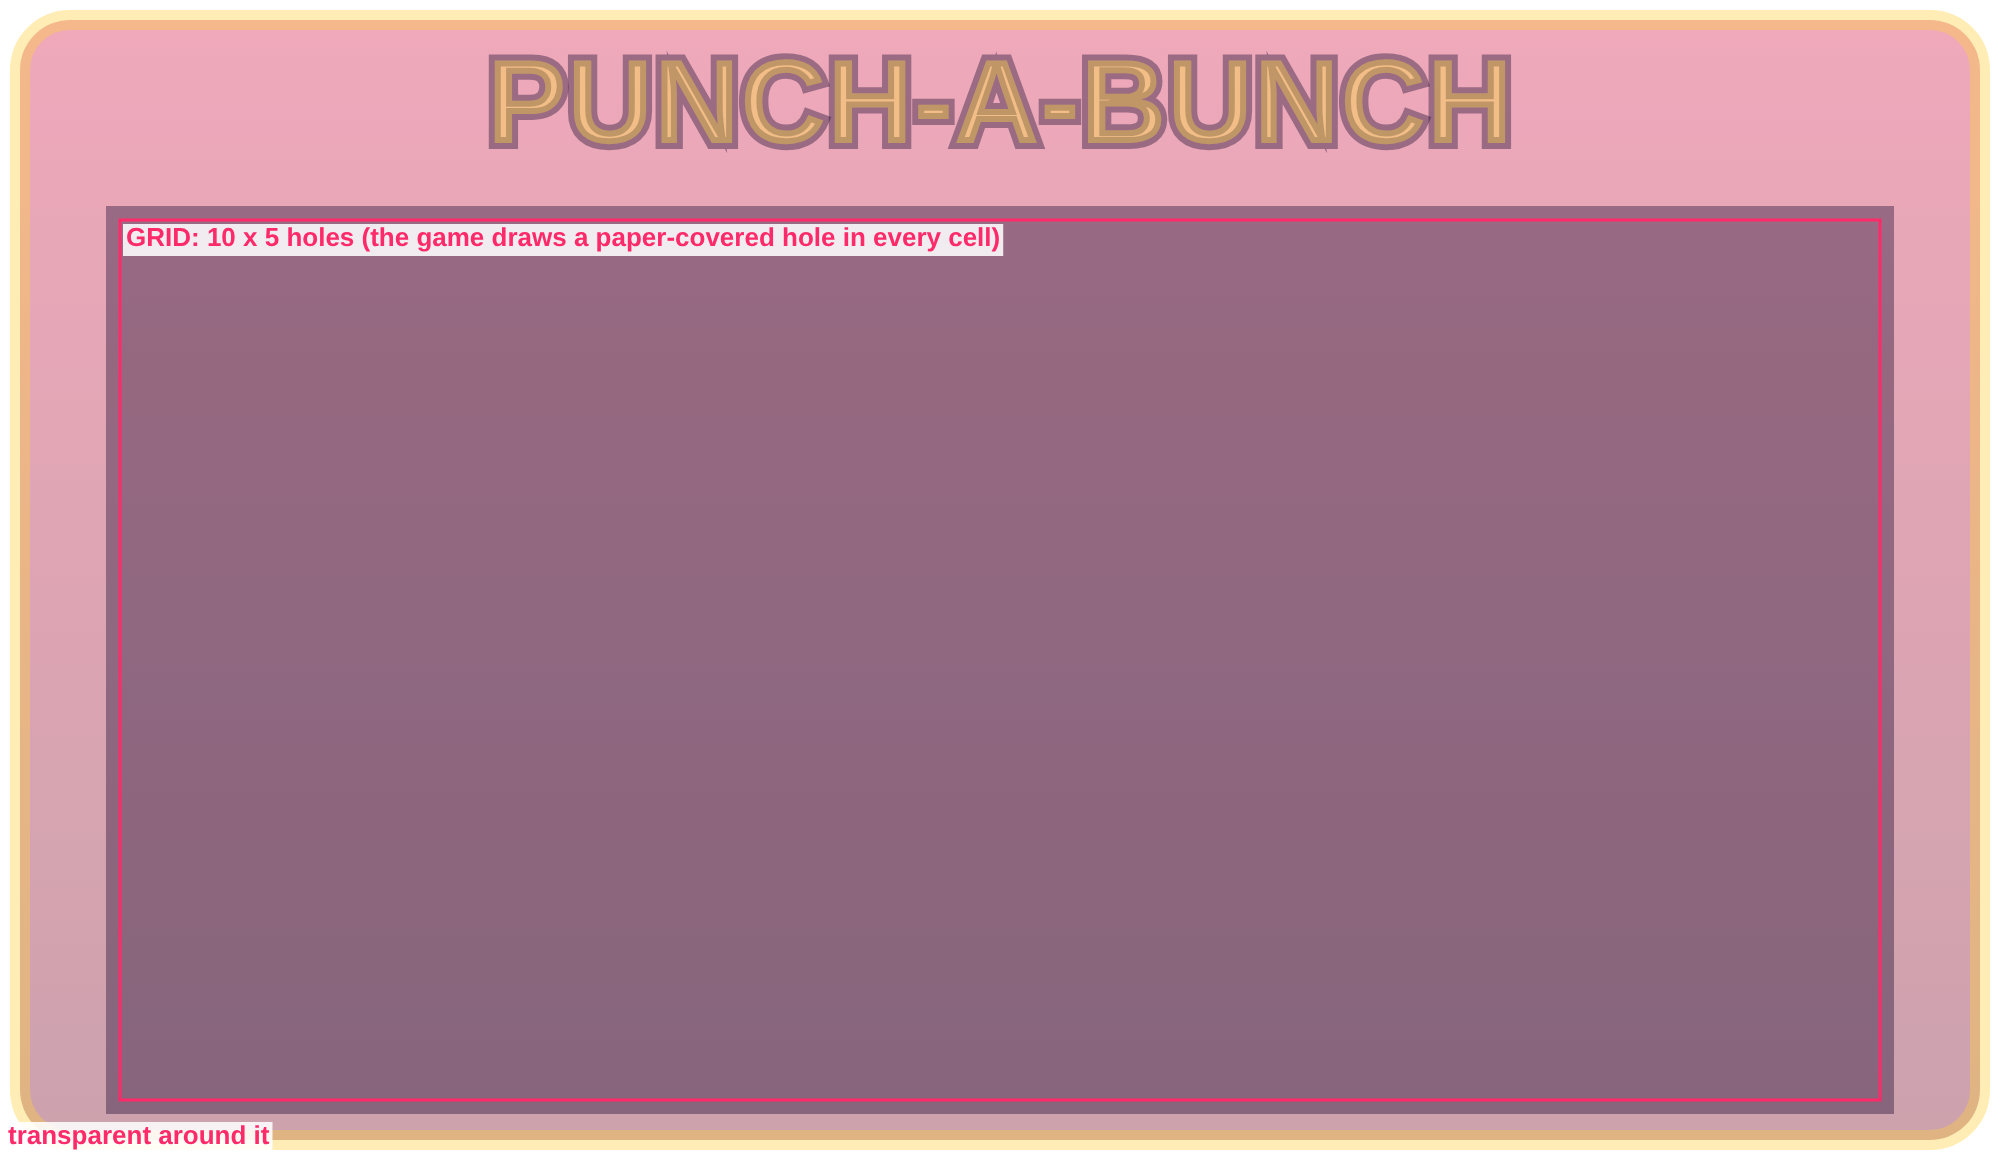 PUNCH-A-BUNCH
GRID: 10 x 5 holes (the game draws a paper-covered hole in every cell)
transparent around it